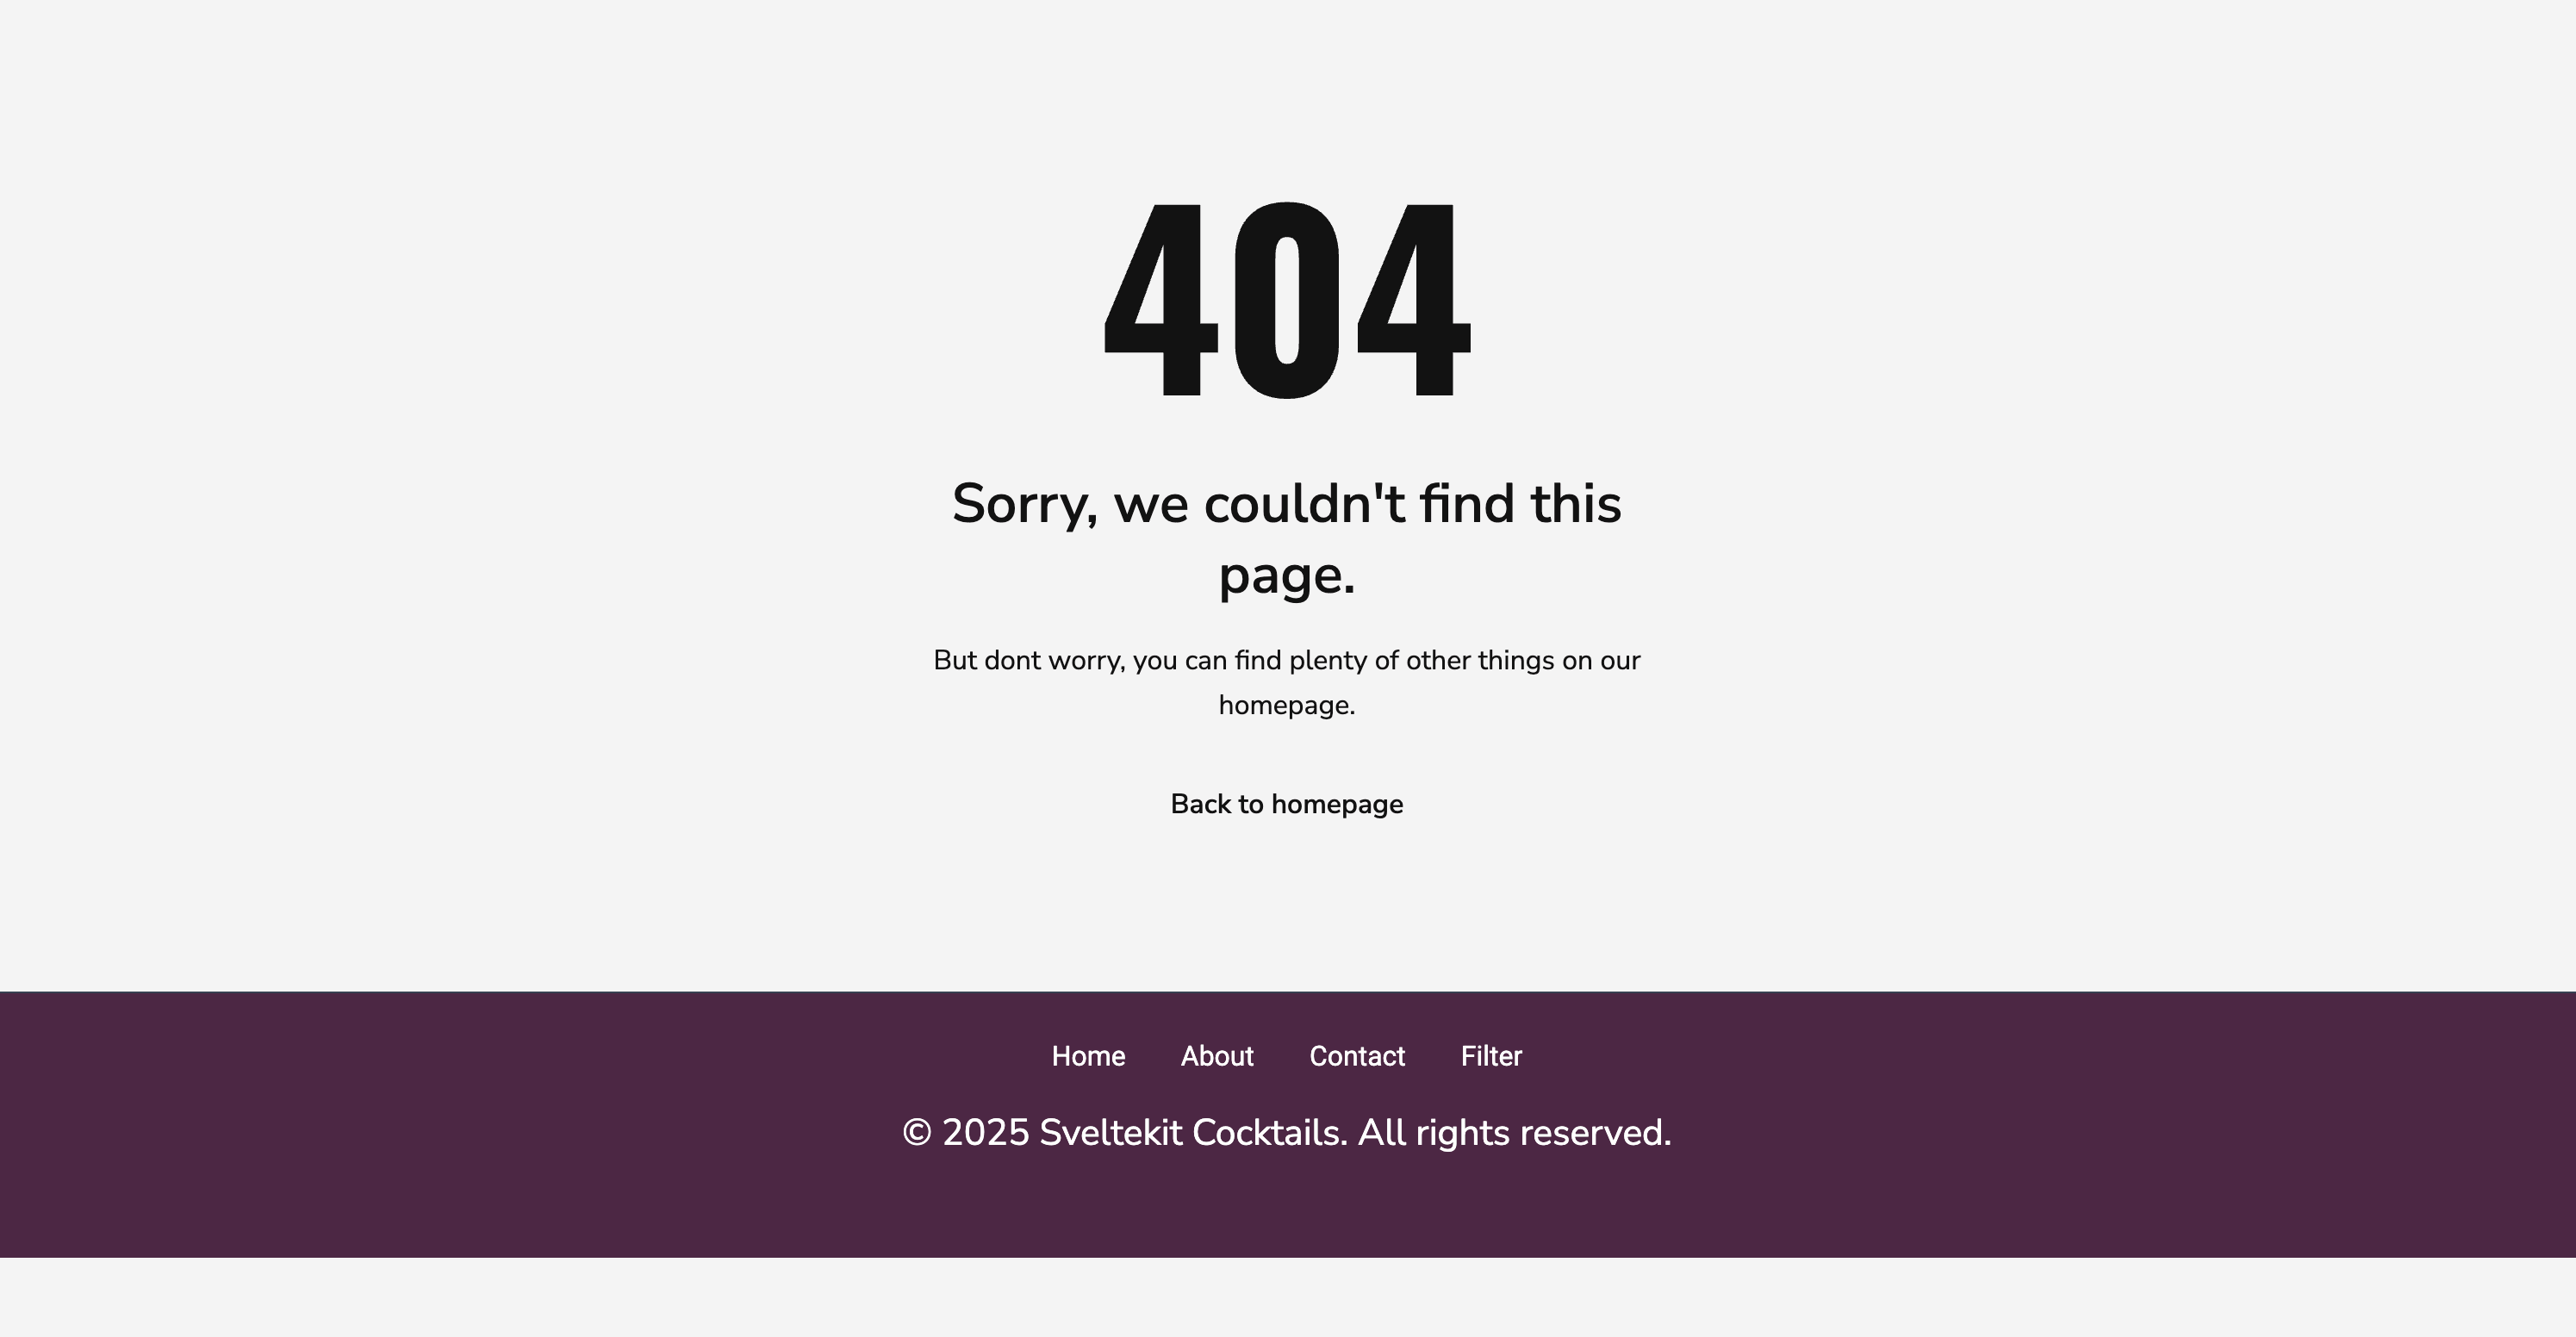 404
Sorry, we couldn't find this
page.
But dont worry, you can find plenty of other things on our
homepage.
Back to homepage
Home About Contact Filter
© 2025 Sveltekit Cocktails. All rights reserved.